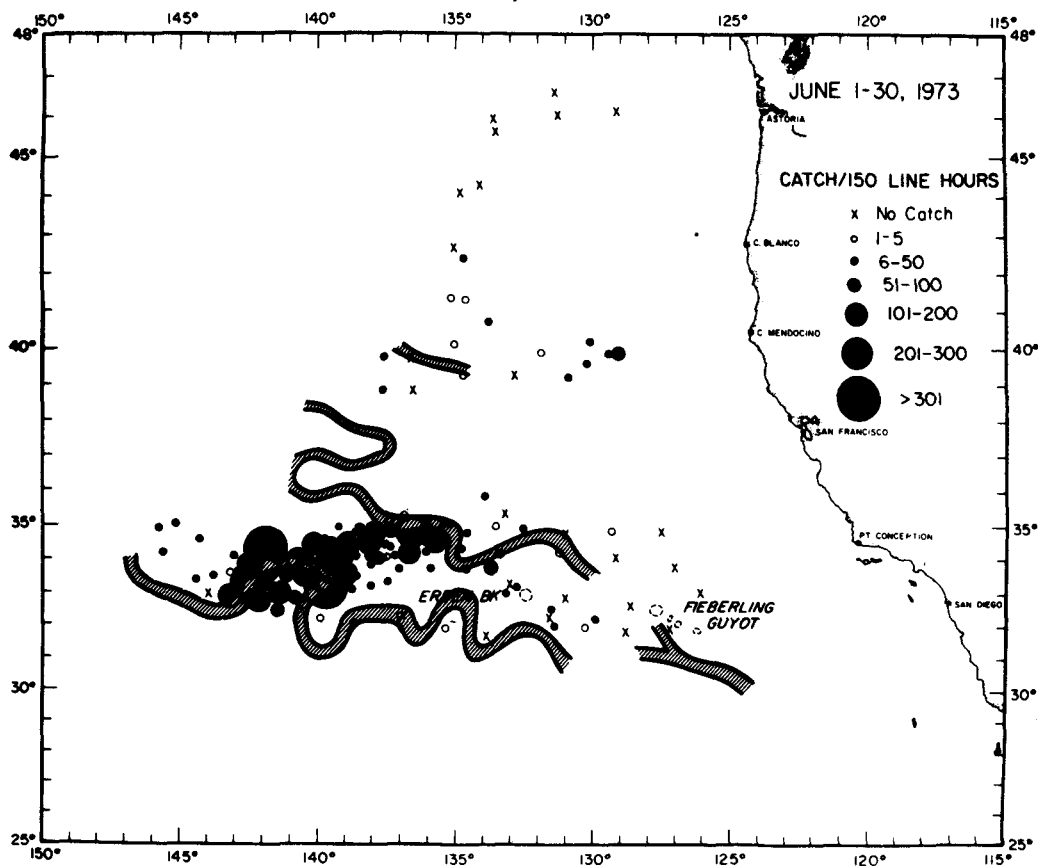 150° 145° 140° 135° 130° 125° 120° 115°
48° 48°
JUNE 1-30, 1973
ASTORIA
45° 45°
CATCH/150 LINE HOURS
x No Catch
1-5
C. BLANCO
6-50
51-100
101-200
C. MENDOCINO
40° 40°
201-300
>301
SAN FRANCISCO
35° 35°
PT CONCEPTION
ERBEN BK
FIEBERLING
GUYOT
SAN DIEGO
30° 30°
25° 25°
150° 145° 140° 135° 130° 125° 120° 115°